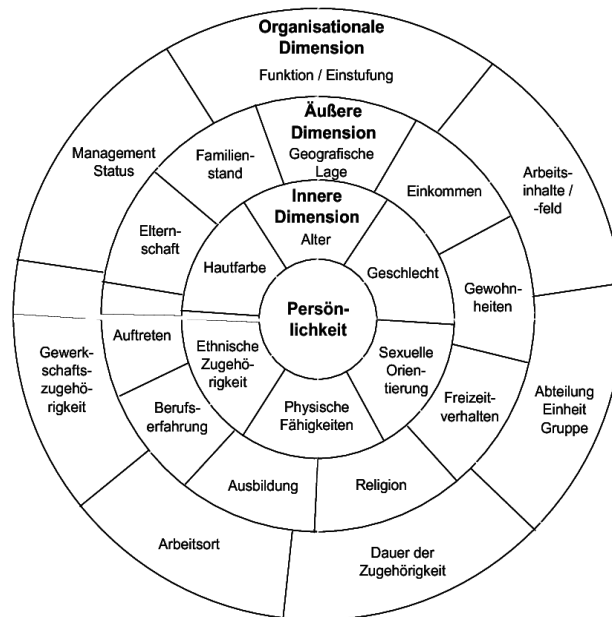 Organisationale
Dimension
Funktion / Einstufung
Arbeits-
inhalte /
-feld
Abteilung
Einheit
Gruppe
Dauer der
Zugehörigkeit
Arbeitsort
Gewerk-
schafts-
zugehö-
rigkeit
Management
Status
Äußere
Dimension
Geografische
Lage
Einkommen
Gewohn-
heiten
Freizeit-
verhalten
Religion
Ausbildung
Berufs-
erfahrung
Auftreten
Eltern-
schaft
Familien-
stand
Innere
Dimension
Alter
Geschlecht
Sexuelle
Orien-
tierung
Physische
Fähigkeiten
Ethnische
Zugehö-
rigkeit
Hautfarbe
Persön-
lichkeit